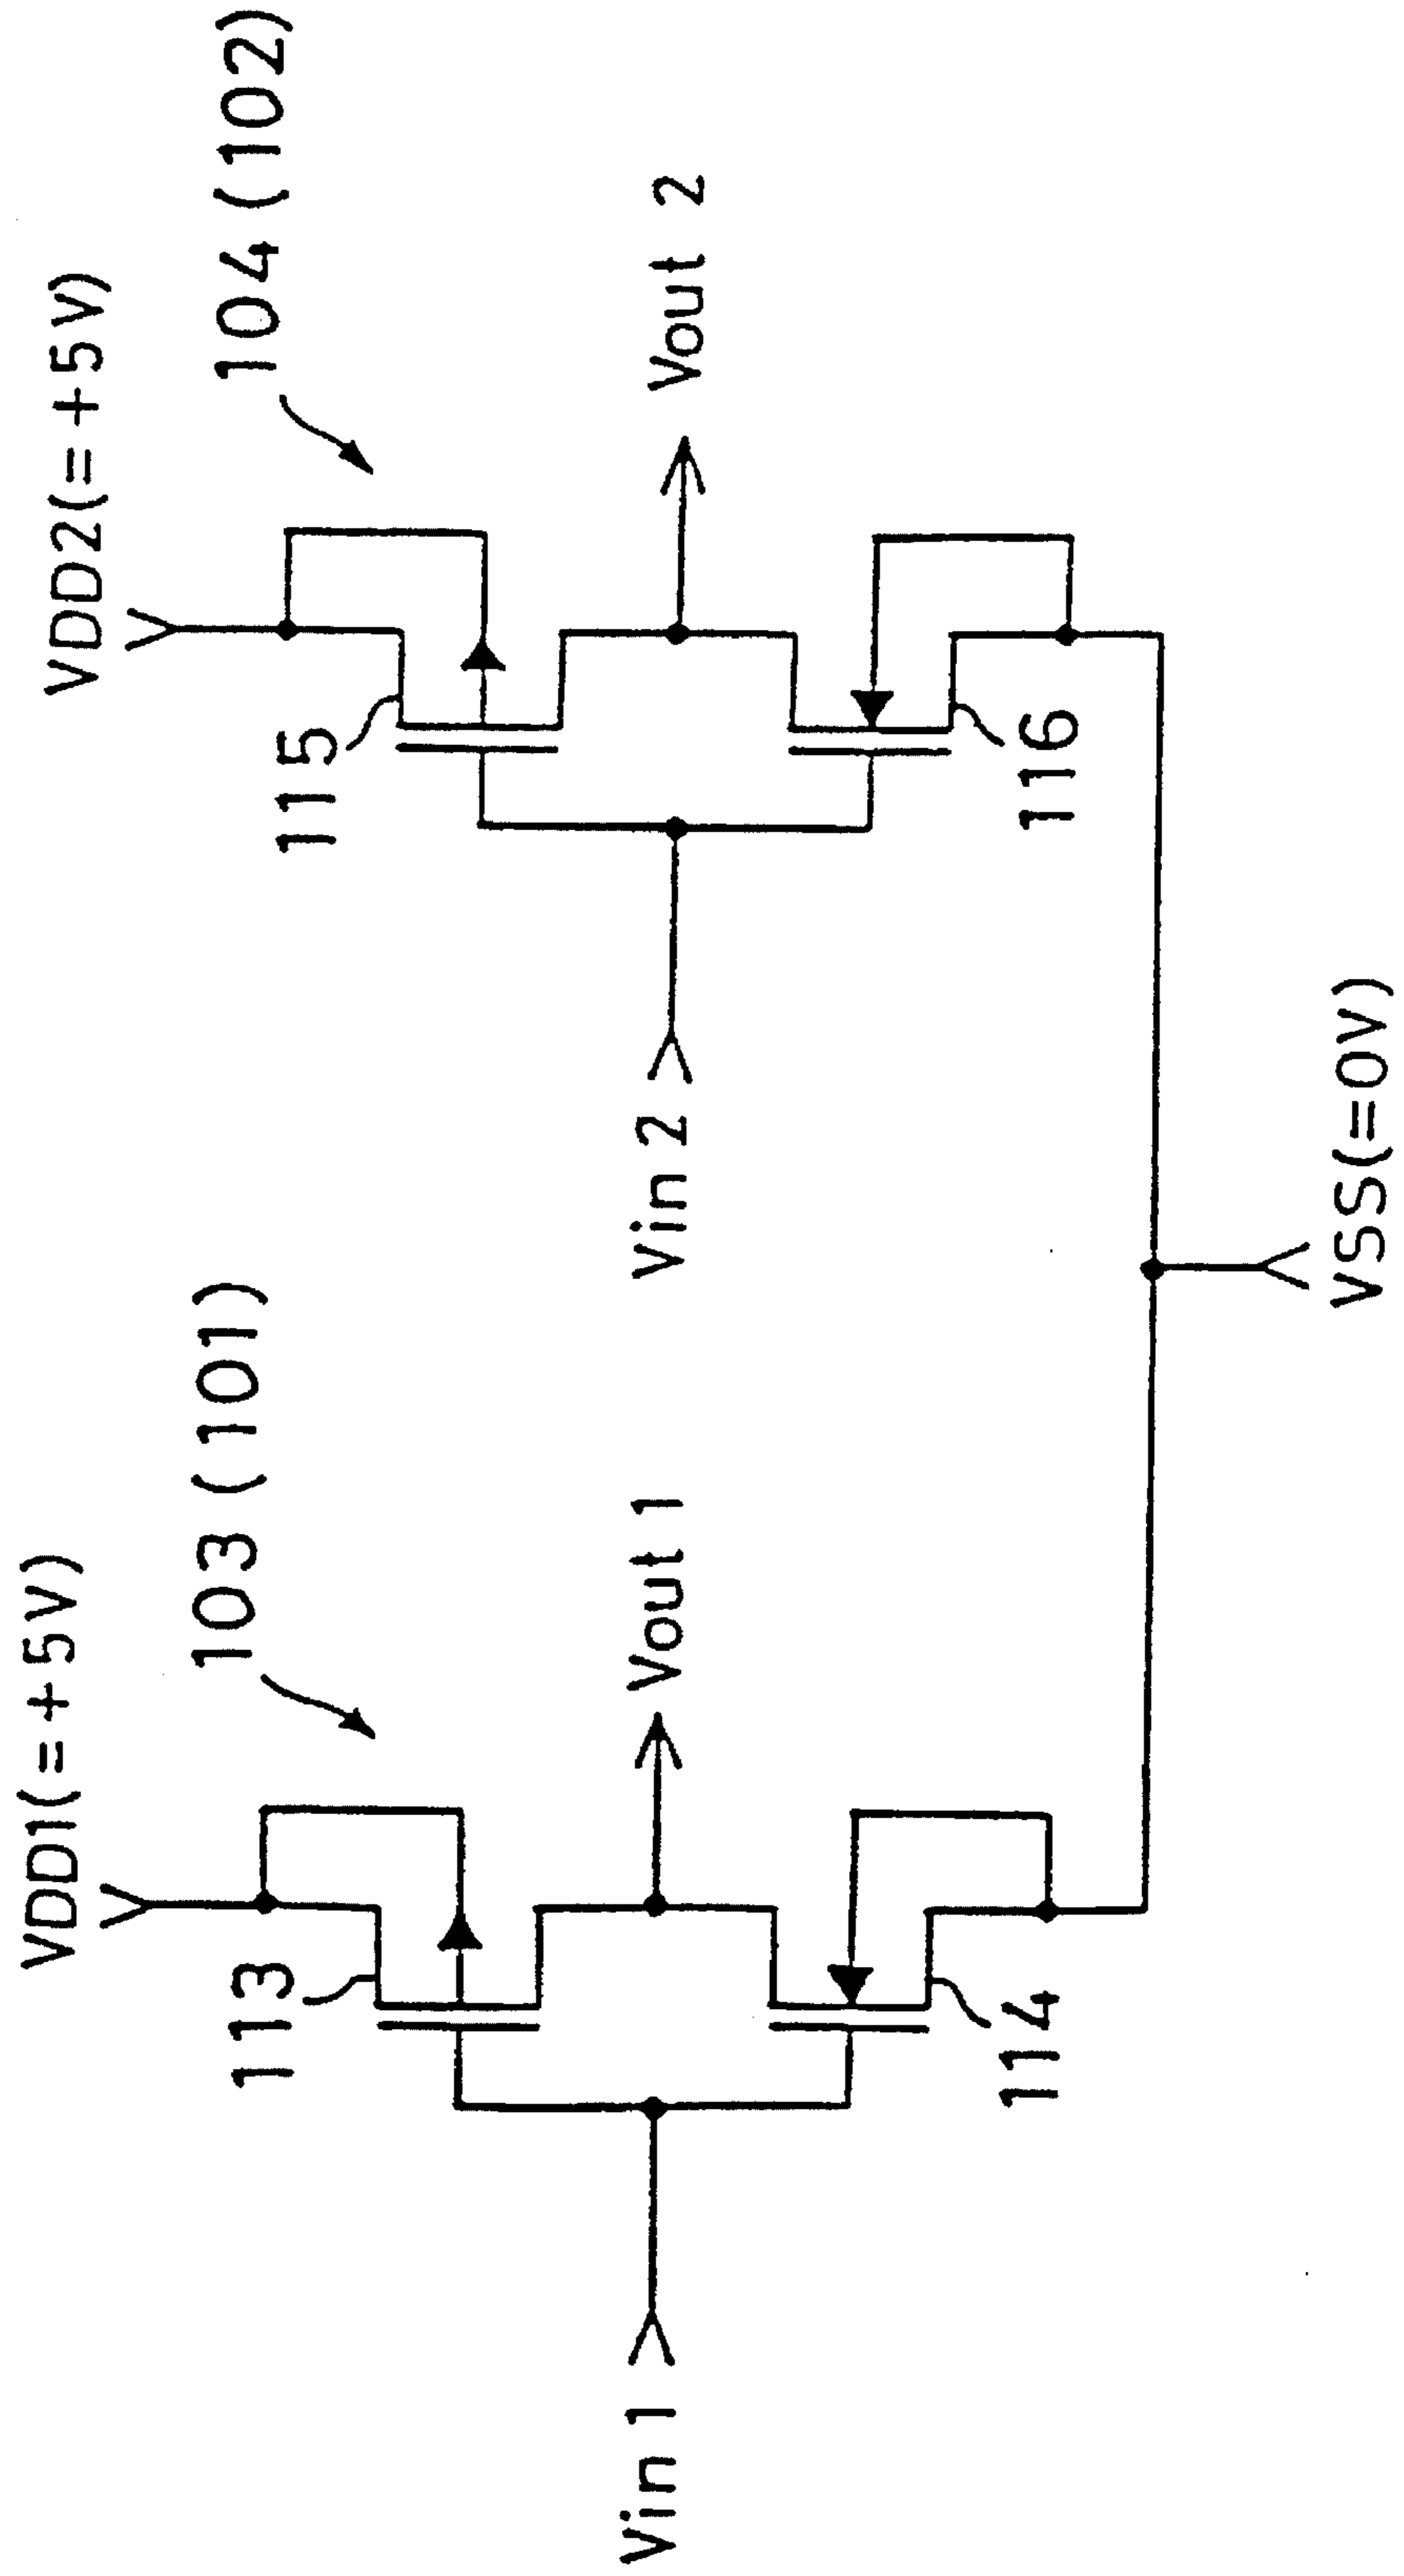 VDD1(=+5V)
VDD2(=+5V)
103 (101)
104 (102)
113
115
Vin 1
Vout 1
Vin 2
Vout 2
114
116
VSS(=0V)